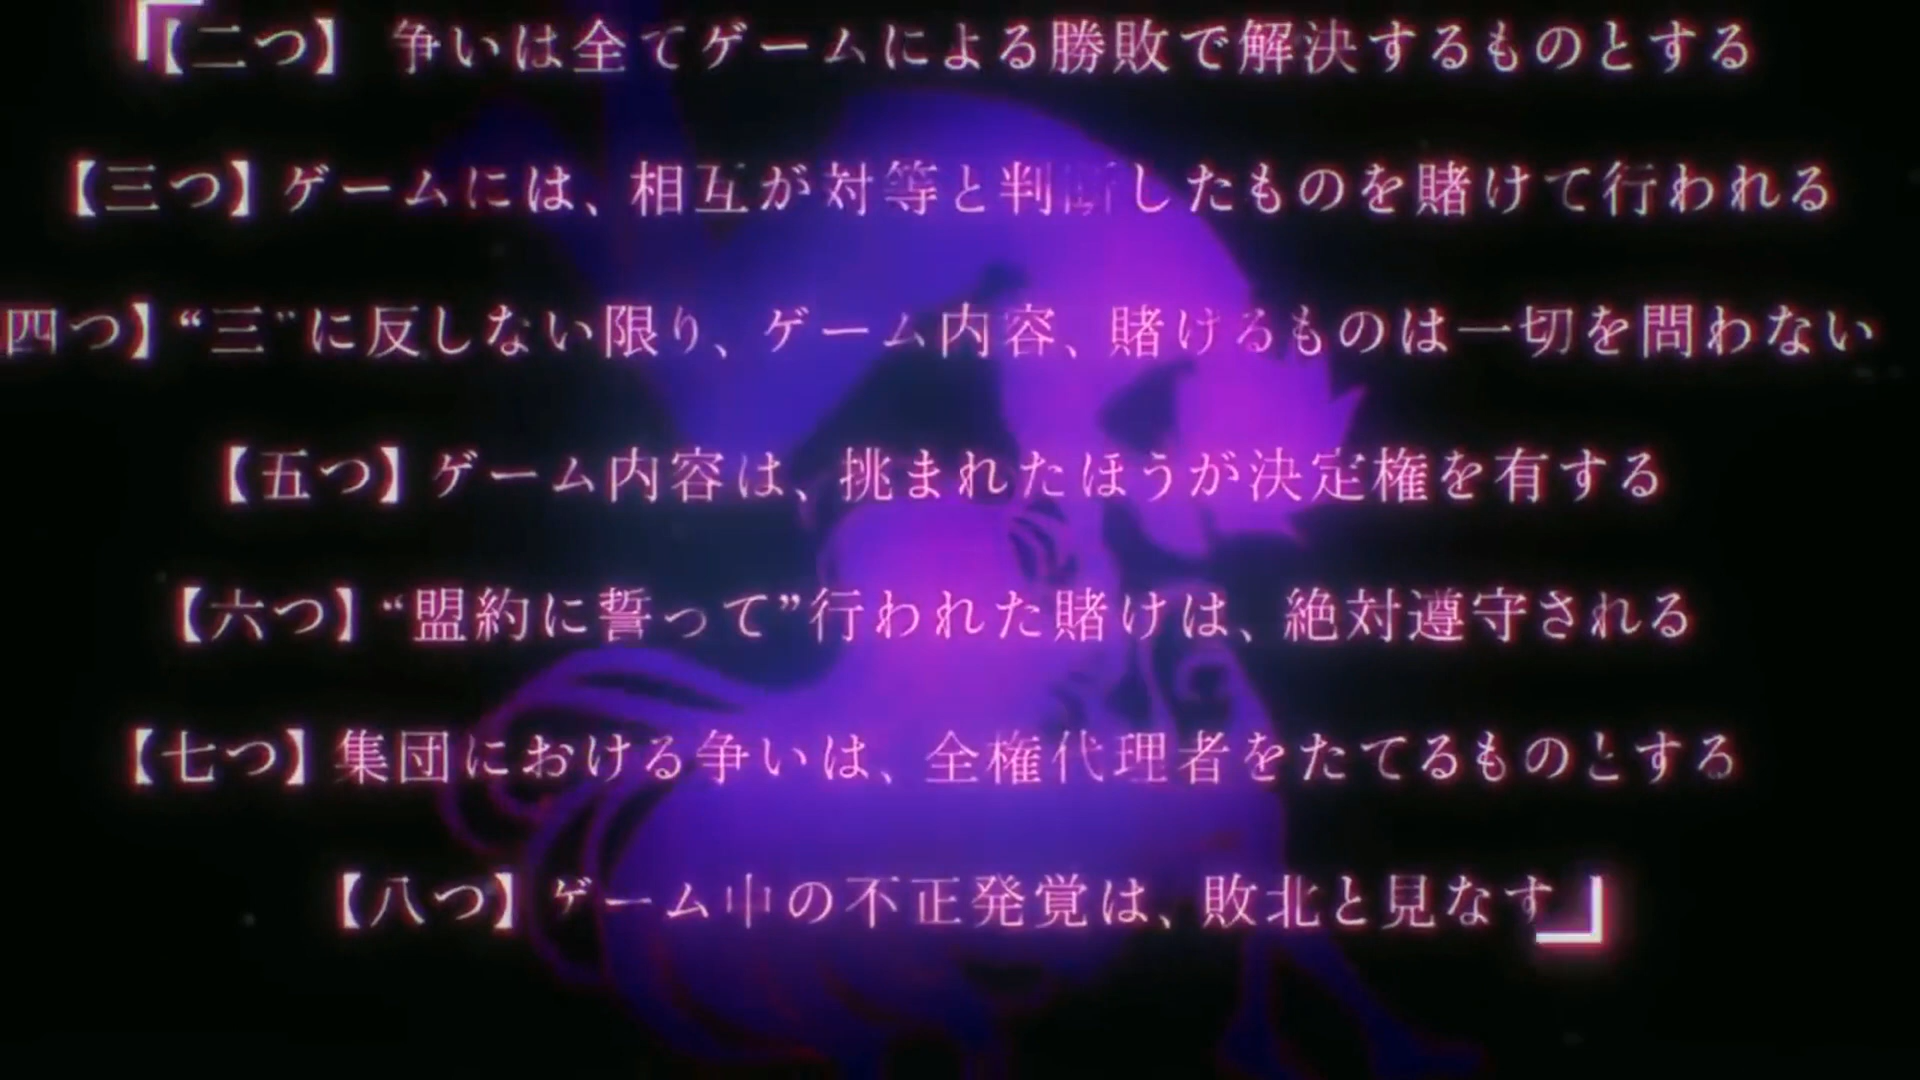 『【二つ】 争いは全てゲームによる勝敗で解決するものとする
【三つ】ゲームには、相互が対等と判断したものを賭けて行われる
四つ】“三”に反しない限り、ゲーム内容、賭けるものは一切を問わない
【五つ】ゲーム内容は、挑まれたほうが決定権を有する
【六つ】“盟約に誓って”行われた賭けは、絶対遵守される
【七つ】集団における争いは、全権代理者をたてるものとする
【八つ】ゲーム中の不正発覚は、敗北と見なす』